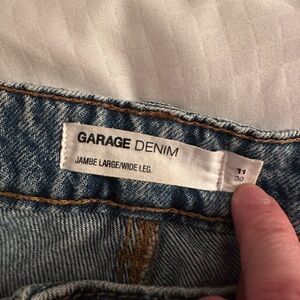 GARAGE DENIM
JAMBE LARGE/WIDE LEG
11
30